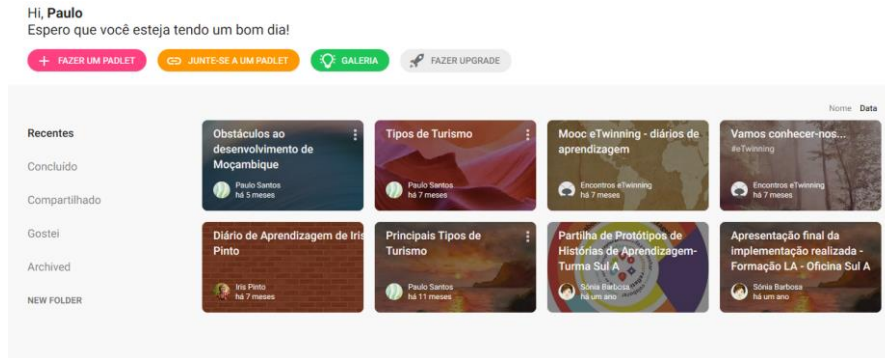 Hi, Paulo
Espero que você esteja tendo um bom dia!
FAZER UM PADLET
JUNTE-SE A UM PADLET
GALERIA
FAZER UPGRADE
Nome Data
Recentes
Concluído
Compartilhado
Gostei
Archived
NEW FOLDER
Obstáculos ao
desenvolvimento de
Moçambique
Paulo Santos
há 5 meses
Tipos de Turismo
Paulo Santos
há 7 meses
Mooc eTwinning - diários de
aprendizagem
Encontros eTwinning
há 7 meses
Vamos conhecer-nos...
#eTwinning
Encontros eTwinning
há 7 meses
Diário de Aprendizagem de Iris
Pinto
Iris Pinto
há 7 meses
Principais Tipos de
Turismo
Paulo Santos
há 11 meses
Partilha de Protótipos de
Histórias de Aprendizagem-
Turma Sul A
Sónia Barbosa
há um ano
Apresentação final da
implementação realizada -
Formação LA - Oficina Sul A
Sónia Barbosa
há um ano